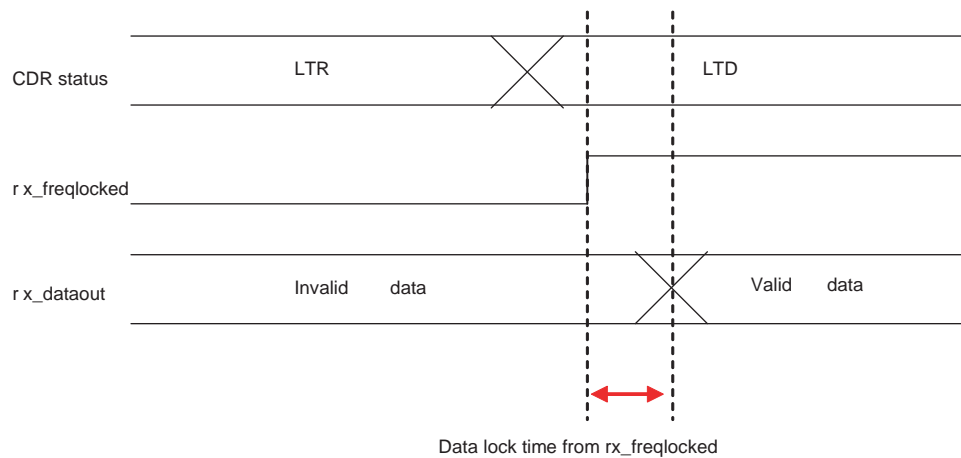 CDR status
LTR
LTD
r x_freqlocked
r x_dataout
Invalid data
Valid data
Data lock time from rx_freqlocked